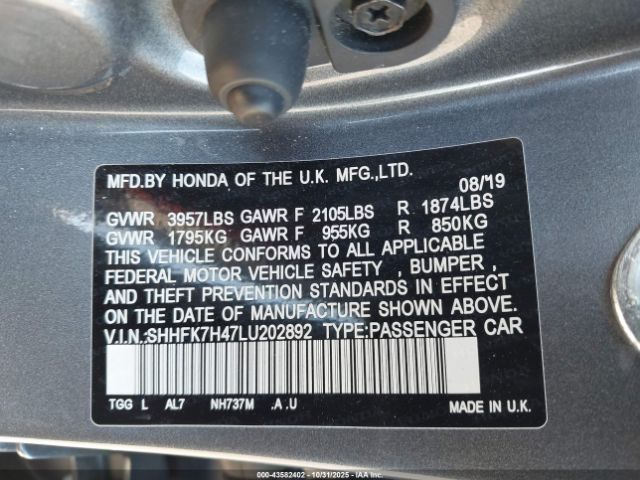 MFD.BY HONDA OF THE U.K. MFG.,LTD.
08/19
GVWR 3957LBS GAWR F 2105LBS R 1874LBS
GVWR 1795KG GAWR F 955KG R 850KG
THIS VEHICLE CONFORMS TO ALL APPLICABLE
FEDERAL MOTOR VEHICLE SAFETY , BUMPER ,
AND THEFT PREVENTION STANDARDS IN EFFECT
ON THE DATE OF MANUFACTURE SHOWN ABOVE.
V.I.N.:SHHFK7H47LU202892 TYPE:PASSENGER CAR
TGG L AL7 NH737M .A .U
MADE IN U.K.
000-43582402 | 10/31/2025 | Copart IAA